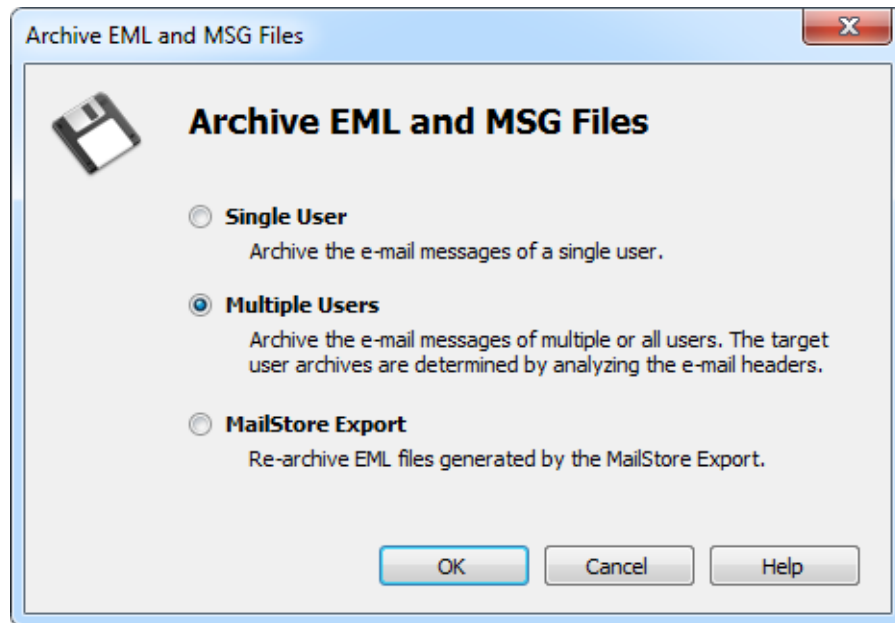 Archive EML and MSG Files
Archive EML and MSG Files
Single User
Archive the e-mail messages of a single user.
Multiple Users
Archive the e-mail messages of multiple or all users. The target
user archives are determined by analyzing the e-mail headers.
MailStore Export
Re-archive EML files generated by the MailStore Export.
OK Cancel Help